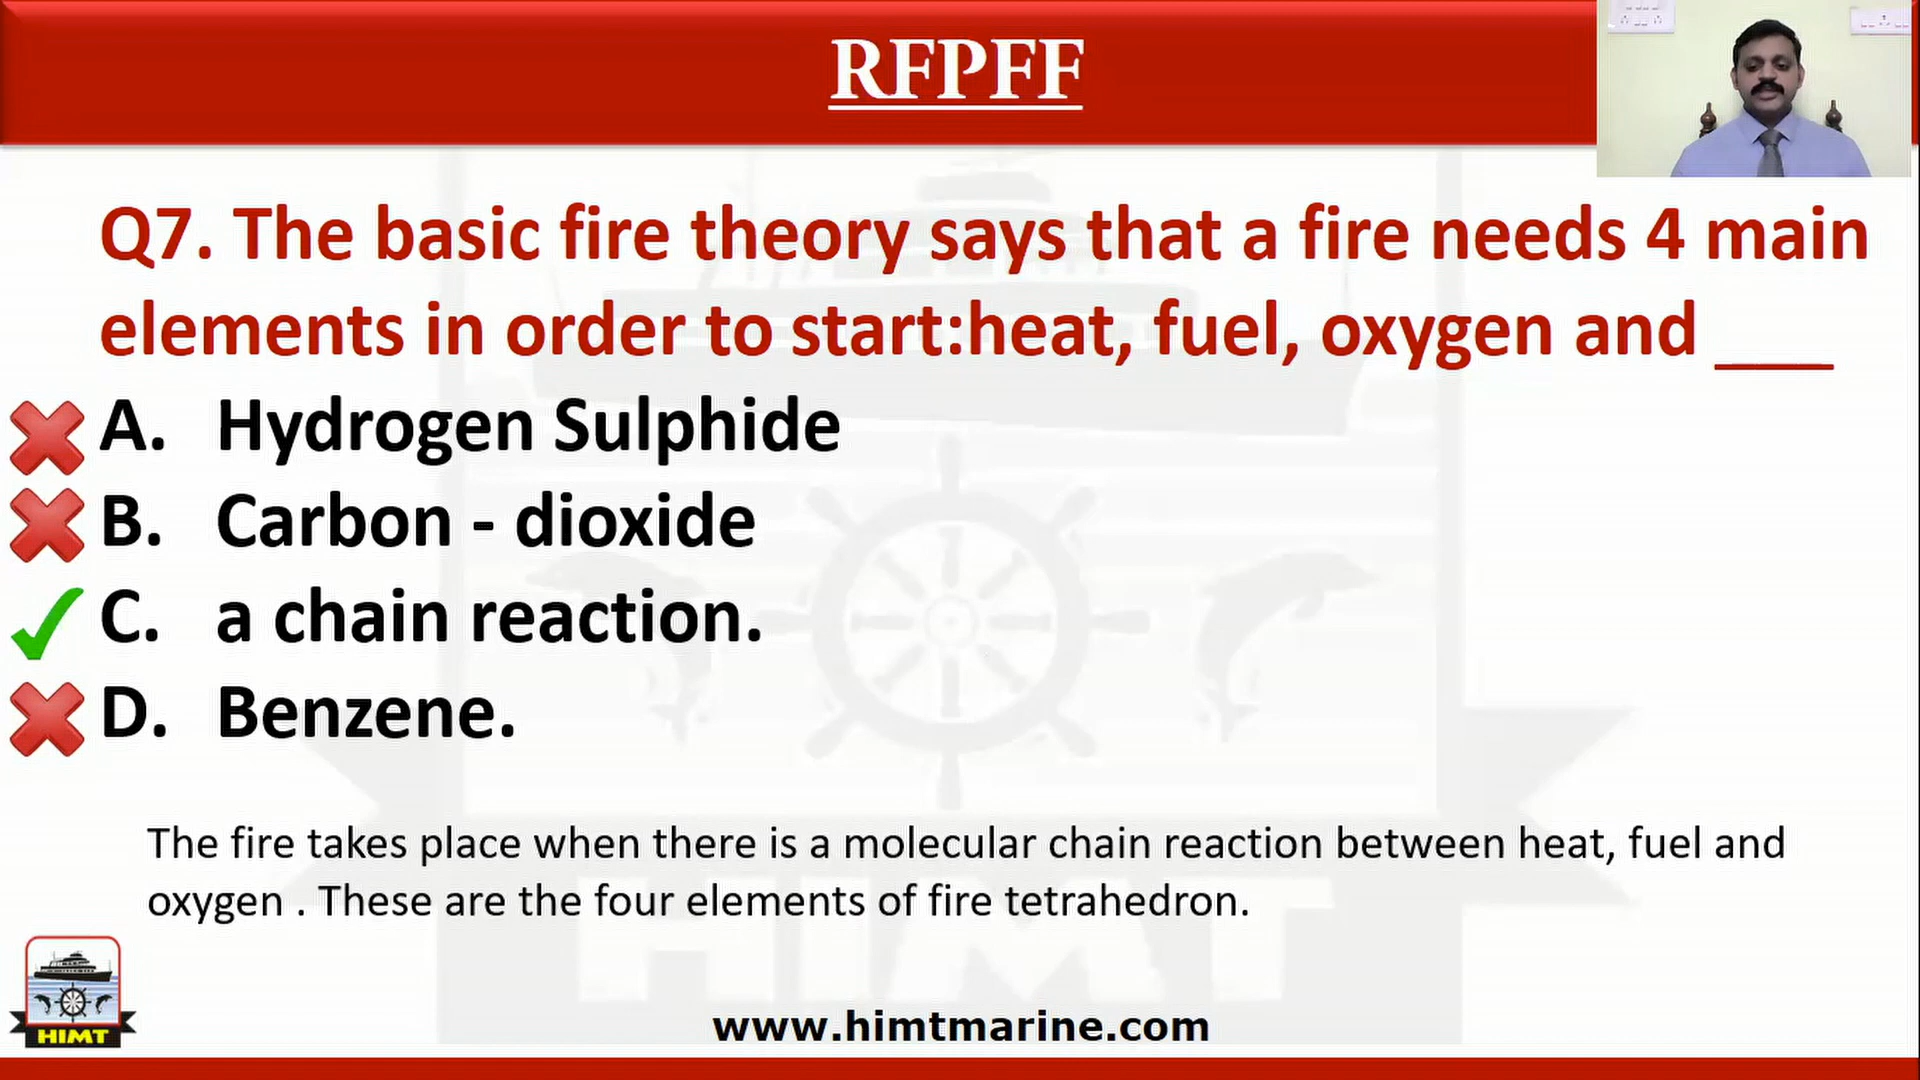 RFPFF
Q7. The basic fire theory says that a fire needs 4 main
elements in order to start:heat, fuel, oxygen and ___
A. Hydrogen Sulphide
B. Carbon - dioxide
C. a chain reaction.
D. Benzene.
The fire takes place when there is a molecular chain reaction between heat, fuel and
oxygen . These are the four elements of fire tetrahedron.
HIMT
HIMT
www.himtmarine.com